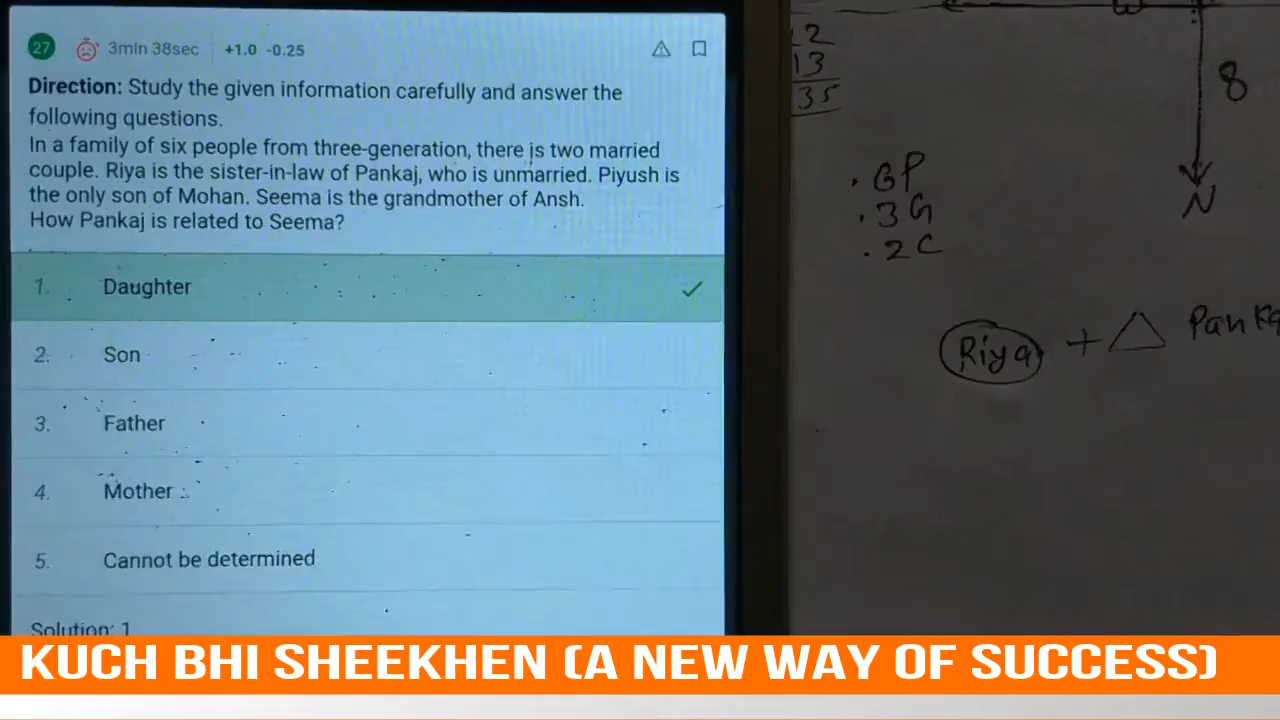 27 3min 38sec +1.0 -0.25
Direction: Study the given information carefully and answer the
following questions.
In a family of six people from three-generation, there is two married
couple. Riya is the sister-in-law of Pankaj, who is unmarried. Piyush is
the only son of Mohan. Seema is the grandmother of Ansh.
How Pankaj is related to Seema?
1. Daughter
2. Son
3. Father
4. Mother
5. Cannot be determined
Solution: 1
12
13
35
8
N
. 6P
. 3G
. 2C
Riya + Panka
KUCH BHI SHEEKHEN (A NEW WAY OF SUCCESS)